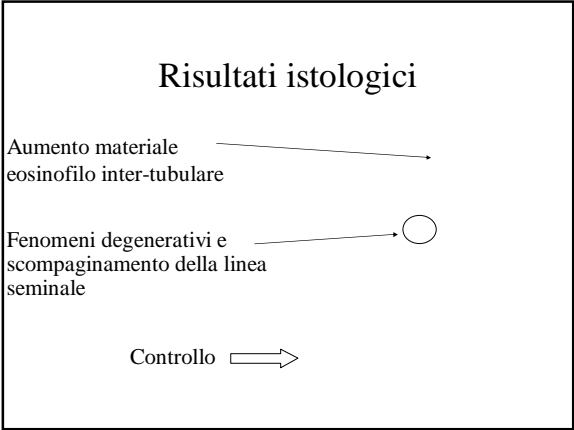 Risultati istologici
Aumento materiale
eosinofilo inter-tubulare
Fenomeni degenerativi e
scompaginamento della linea
seminale
Controllo